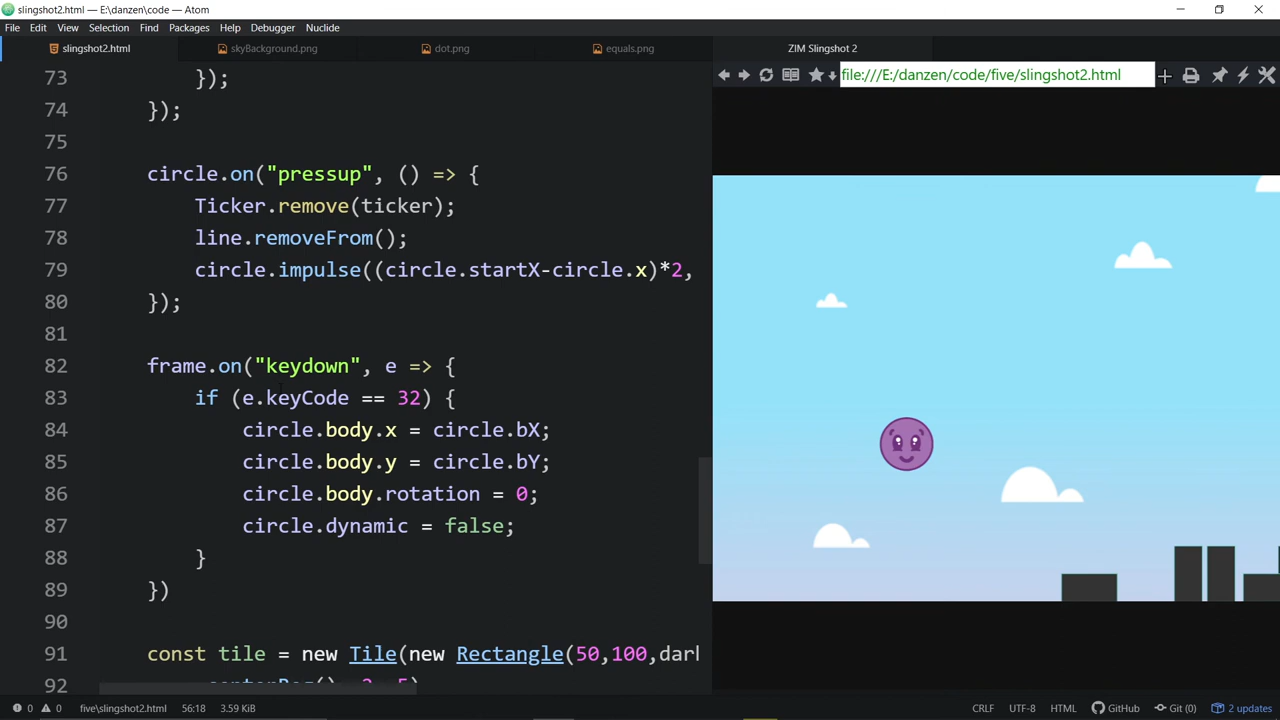 slingshot2.html — E:\danzen\code — Atom
File Edit View Selection Find Packages Help Debugger Nuclide
slingshot2.html skyBackground.png dot.png equals.png ZIM Slingshot 2
file:///E:/danzen/code/five/slingshot2.html
73 });
74 });
75
76 circle.on("pressup", () => {
77 Ticker.remove(ticker);
78 line.removeFrom();
79 circle.impulse((circle.startX-circle.x)*2,
80 });
81
82 frame.on("keydown", e => {
83 if (e.keyCode == 32) {
84 circle.body.x = circle.bX;
85 circle.body.y = circle.bY;
86 circle.body.rotation = 0;
87 circle.dynamic = false;
88 }
89 })
90
91 const tile = new Tile(new Rectangle(50,100,dark
92
0 0 five\slingshot2.html 56:18 3.59 KiB CRLF UTF-8 HTML GitHub Git (0) 2 updates